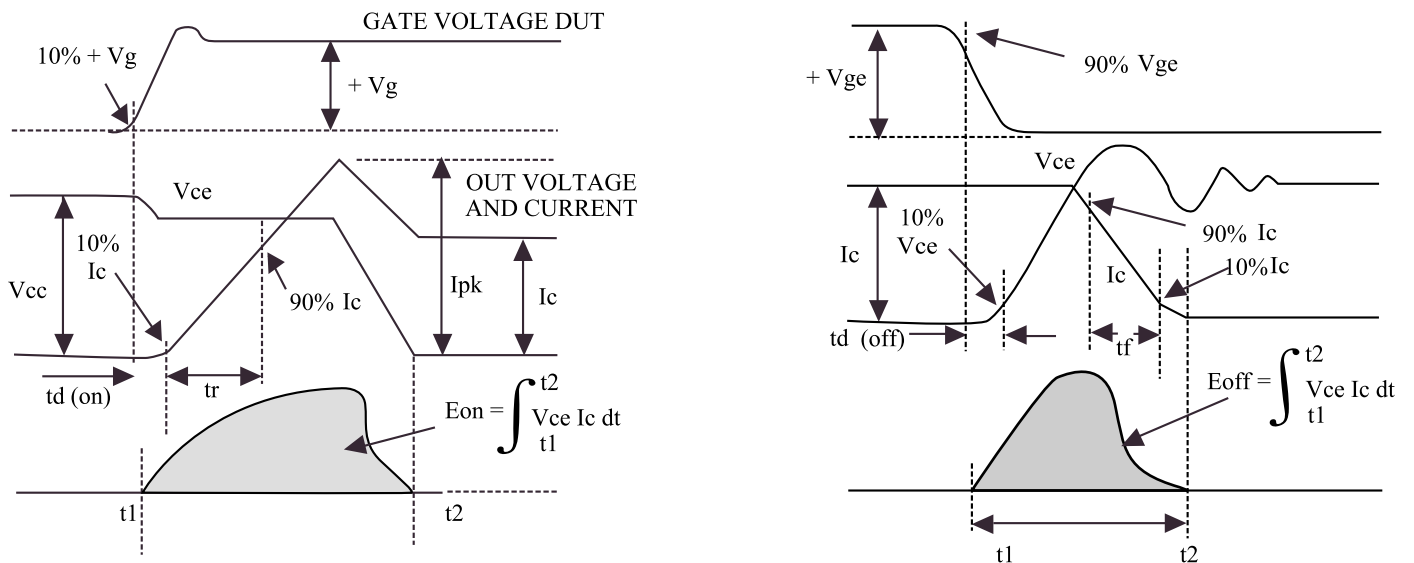 GATE VOLTAGE DUT
10% + Vg
+ Vg
Vce
OUT VOLTAGE
AND CURRENT
10%
Ic
Vcc
90% Ic
Ipk
Ic
td (on)
tr
t2
Eon = ∫ Vce Ic dt
t1
t1
t2
90% Vge
+ Vge
Vce
10%
Vce
90% Ic
Ic
Ic
10% Ic
td (off)
tf
t2
Eoff = ∫ Vce Ic dt
t1
t1
t2